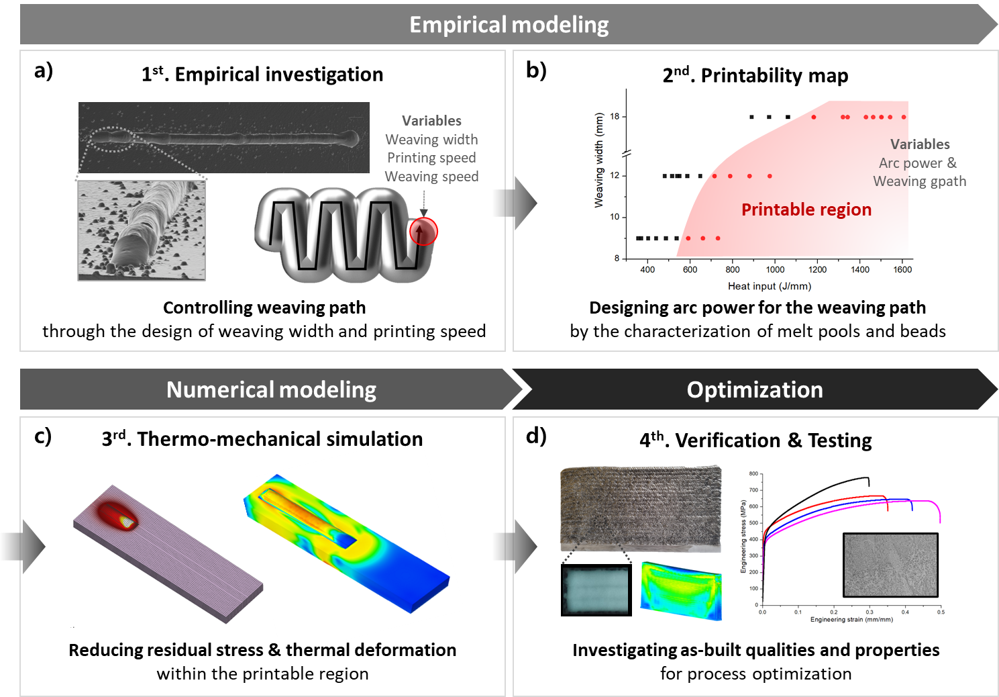 Empirical modeling
a)
1st. Empirical investigation
Variables
Weaving width
Printing speed
Weaving speed
Controlling weaving path
through the design of weaving width and printing speed
b)
2nd. Printability map
Weaving width (mm)
18
12
10
8
400 600 800 1000 1200 1400 1600
Heat input (J/mm)
Variables
Arc power &
Weaving gpath
Printable region
Designing arc power for the weaving path
by the characterization of melt pools and beads
Numerical modeling
Optimization
c)
3rd. Thermo-mechanical simulation
Reducing residual stress & thermal deformation
within the printable region
d)
4th. Verification & Testing
Engineering stress (MPa)
800
700
600
500
400
300
200
100
0
0.0 0.1 0.2 0.3 0.4 0.5
Engineering strain (mm/mm)
Investigating as-built qualities and properties
for process optimization